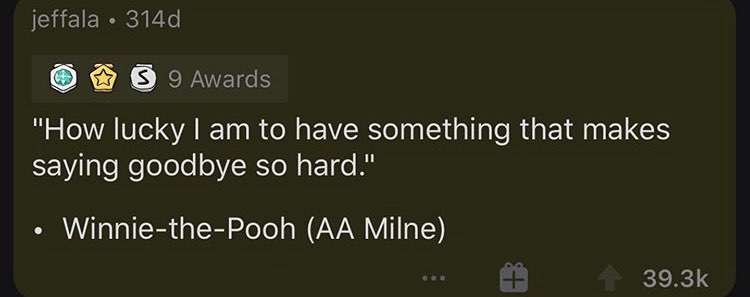 jeffala • 314d
S 9 Awards
"How lucky I am to have something that makes
saying goodbye so hard."
• Winnie-the-Pooh (AA Milne)
... 39.3k